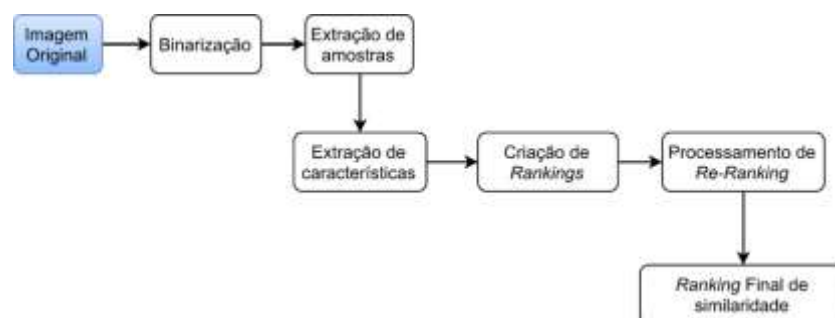 Imagem
Original
Binarização
Extração de
amostras
Extração de
características
Criação de
Rankings
Processamento de
Re-Ranking
Ranking Final de
similaridade